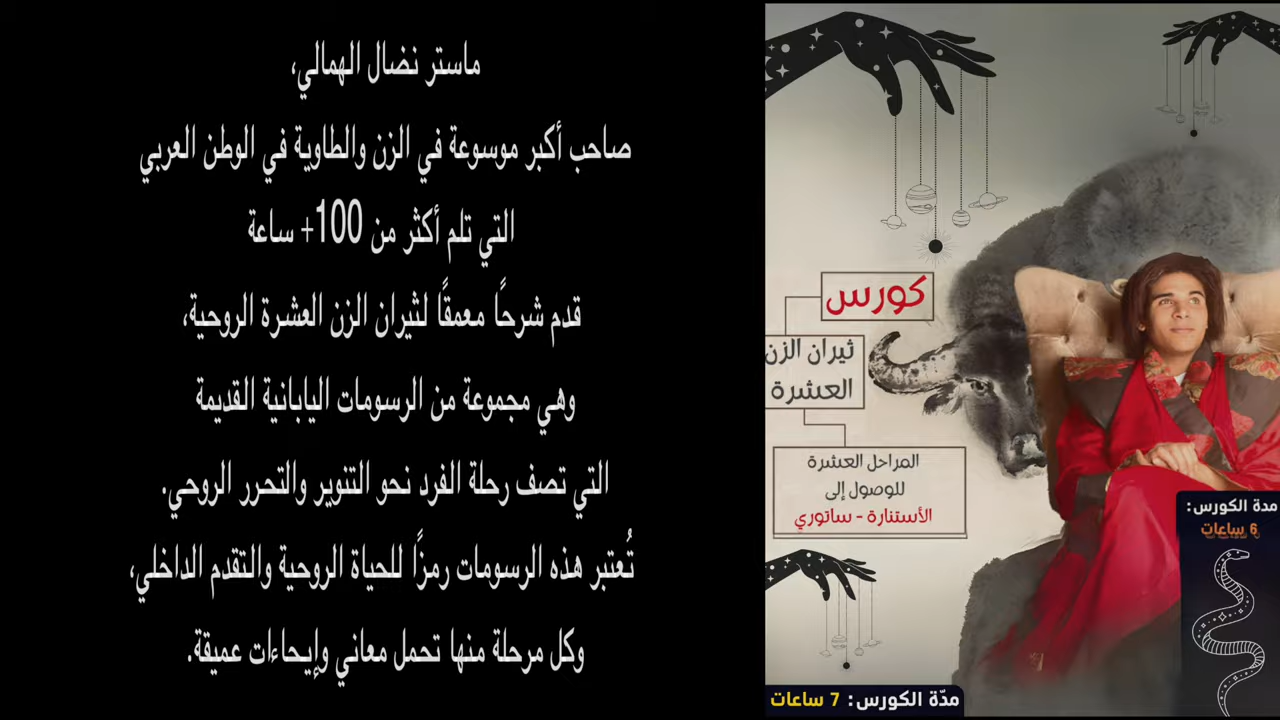 ماستر نضال الهمالي،
صاحب أكبر موسوعة في الزن والطاوية في الوطن العربي
التي تلم أكثر من 100+ ساعة
قدم شرحًا معمقًا لثيران الزن العشرة الروحية،
وهي مجموعة من الرسومات اليابانية القديمة
التي تصف رحلة الفرد نحو التنوير والتحرر الروحي.
تُعتبر هذه الرسومات رمزًا للحياة الروحية والتقدم الداخلي،
وكل مرحلة منها تحمل معاني وإيحاءات عميقة.
كورس
ثيران الزن
العشرة
المراحل العشرة
للوصول إلى
الأستنارة - ساتوري
مدة الكورس:
6 ساعات
مدّة الكورس: 7 ساعات